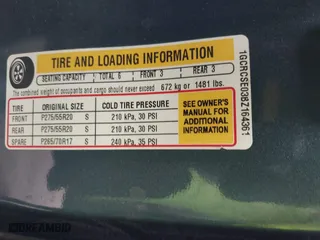 TIRE AND LOADING INFORMATION
SEATING CAPACITY TOTAL 6 FRONT 3 REAR 3
The combined weight of occupants and cargo should never exceed 672 kg or 1481 lbs.
TIRE ORIGINAL SIZE COLD TIRE PRESSURE
FRONT P275/55R20 S 210 kPa, 30 PSI
REAR P275/55R20 S 210 kPa, 30 PSI
SPARE P265/70R17 S 240 kPa, 35 PSI
SEE OWNER'S
MANUAL FOR
ADDITIONAL
INFORMATION
1GCRCSE038Z164361